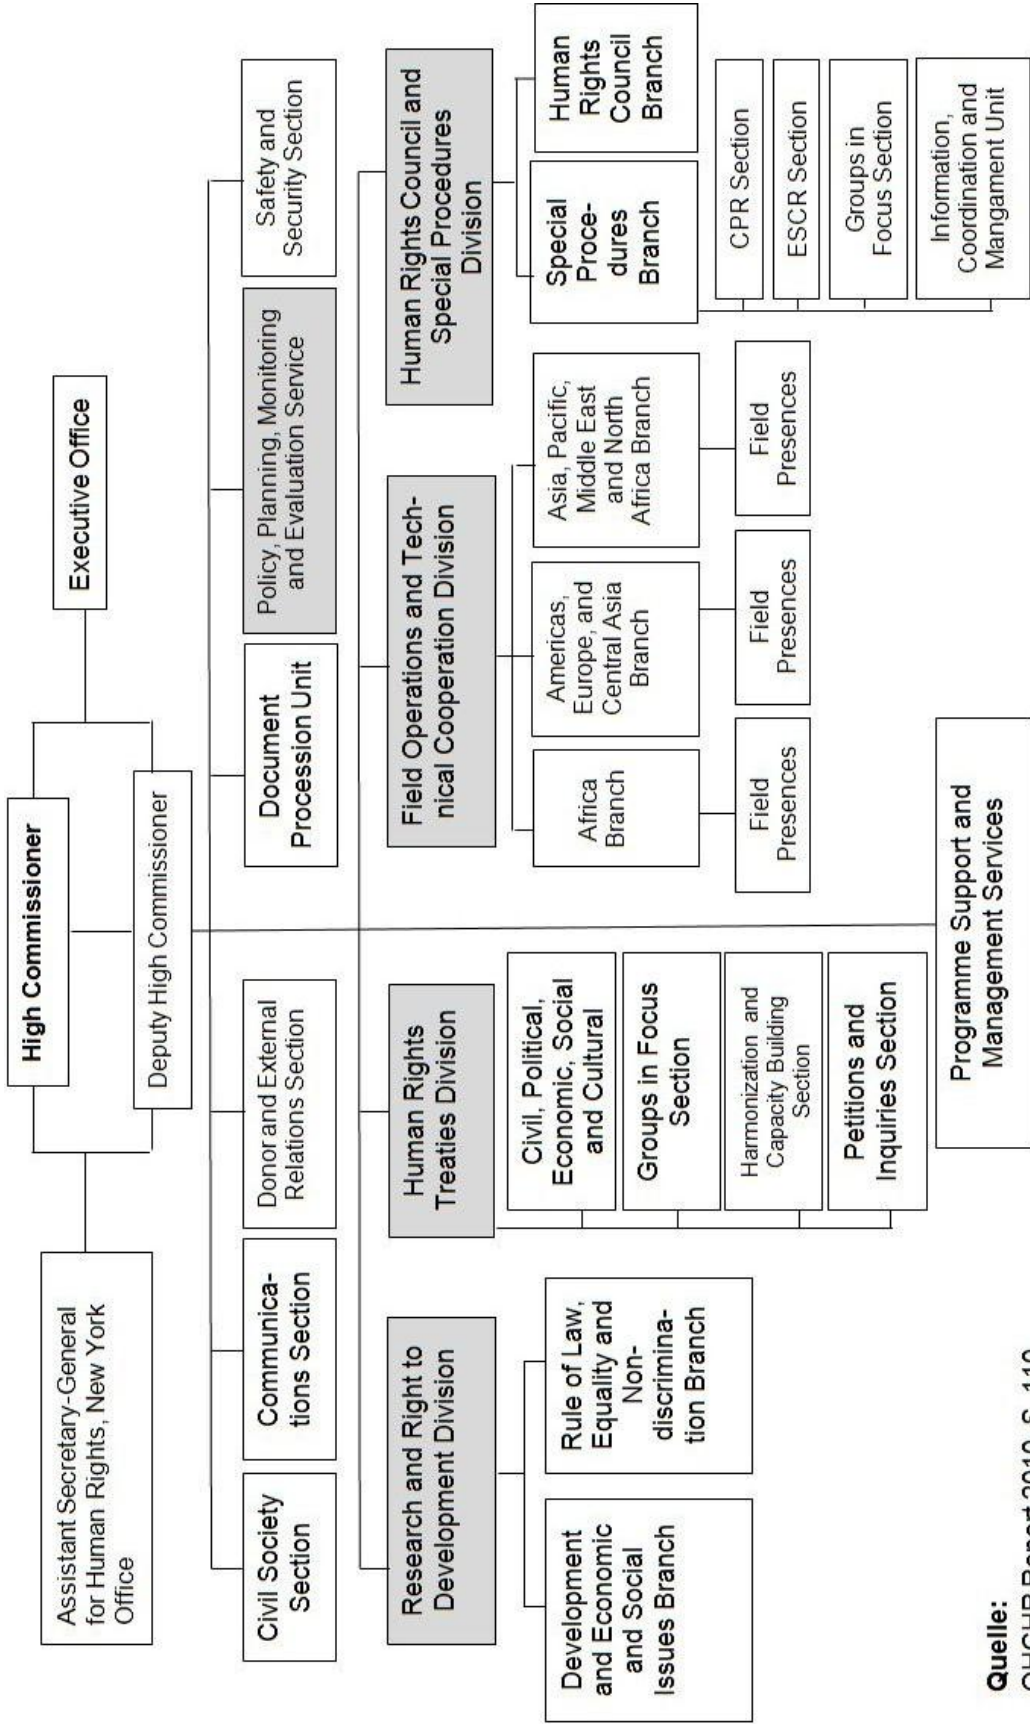 High Commissioner
Assistant Secretary-General
for Human Rights, New York
Office
Executive Office
Deputy High Commissioner
Civil Society
Section
Communica-
tions Section
Donor and External
Relations Section
Document
Procession Unit
Policy, Planning, Monitoring
and Evaluation Service
Safety and
Security Section
Research and Right to
Development Division
Human Rights
Treaties Division
Field Operations and Tech-
nical Cooperation Division
Human Rights Council and
Special Procedures
Division
Development
and Economic
and Social
Issues Branch
Rule of Law,
Equality and
Non-
discrimina-
tion Branch
Civil, Political,
Economic, Social
and Cultural
Groups in Focus
Section
Harmonization and
Capacity Building
Section
Petitions and
Inquiries Section
Africa
Branch
Americas,
Europe, and
Central Asia
Branch
Asia, Pacific,
Middle East
and North
Africa Branch
Field
Presences
Field
Presences
Field
Presences
Special
Proce-
dures
Branch
Human
Rights
Council
Branch
CPR Section
ESCR Section
Groups in
Focus Section
Information,
Coordination and
Mangament Unit
Programme Support and
Management Services
Quelle:
OHCHR Report 2010, S.